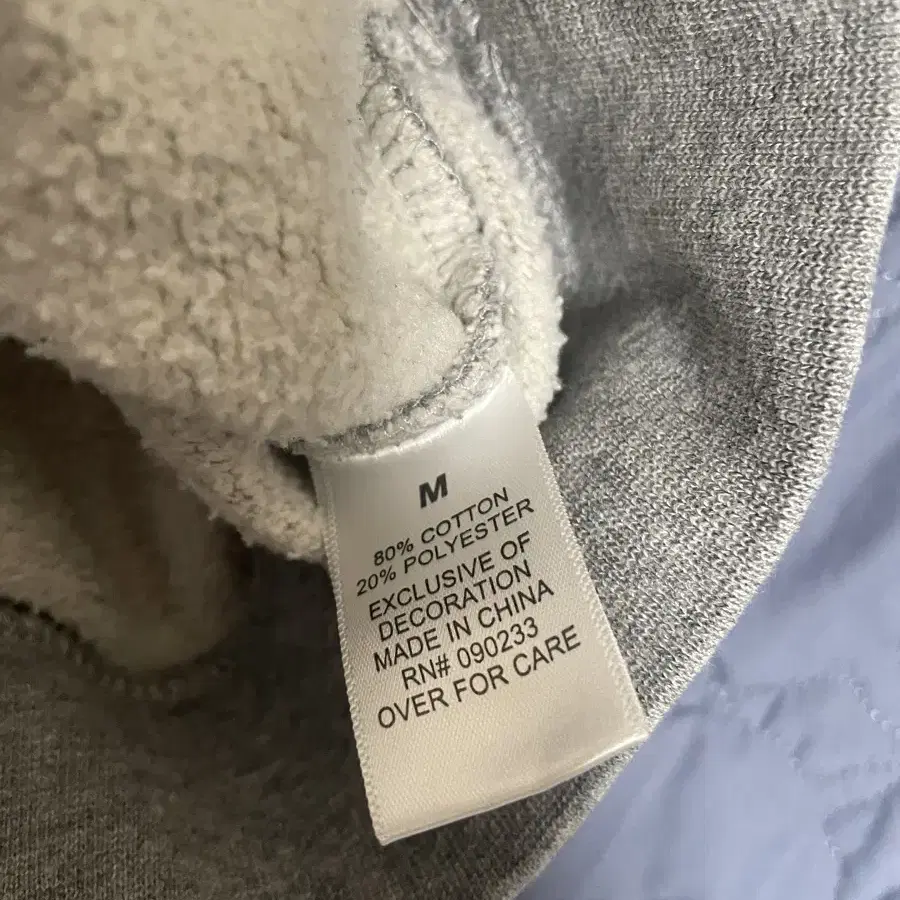 M
80% COTTON
20% POLYESTER
EXCLUSIVE OF
DECORATION
MADE IN CHINA
RN# 090233
OVER FOR CARE